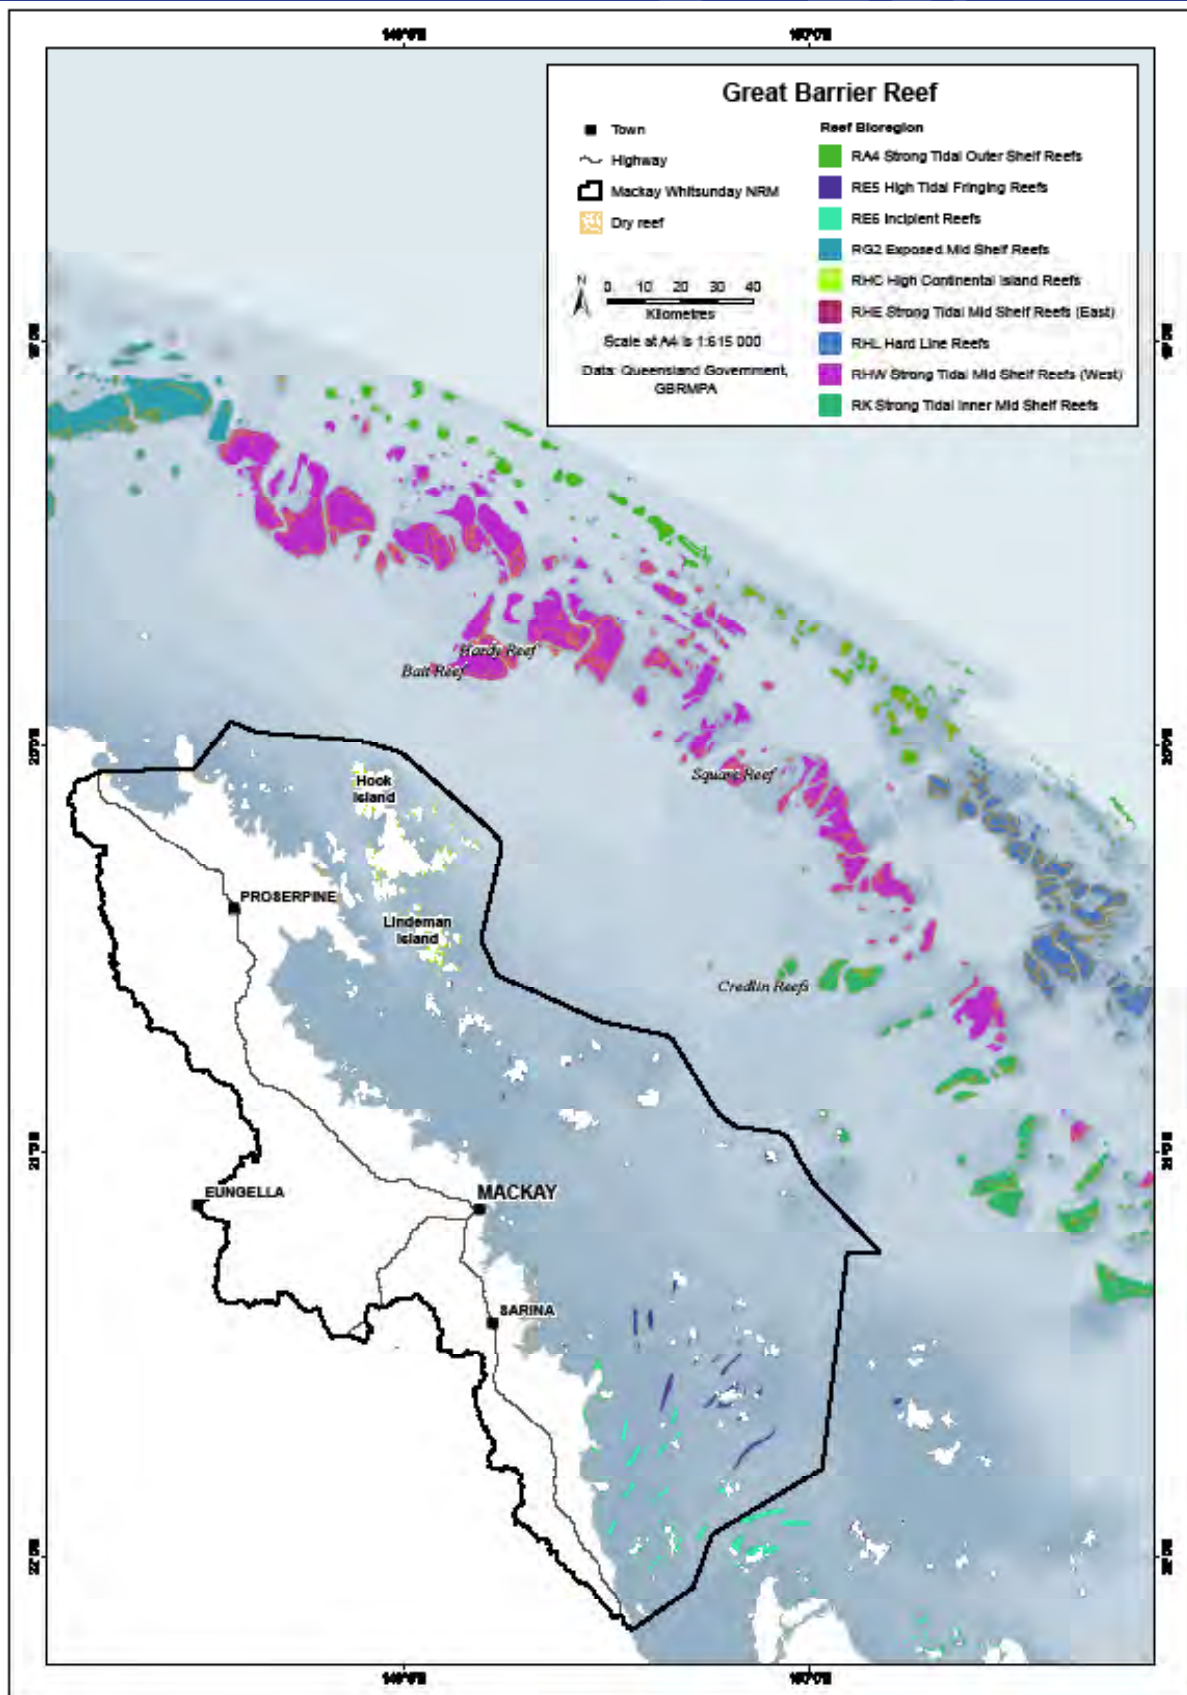 Great Barrier Reef
Town
Highway
Mackay Whitsunday NRM
Dry reef
N
0 10 20 30 40
Kilometres
Scale at A4 is 1:615 000
Data: Queensland Government,
GBRMPA
Reef Bioregion
RA4 Strong Tidal Outer Shelf Reefs
RE5 High Tidal Fringing Reefs
RE6 Incipient Reefs
RG2 Exposed Mid Shelf Reefs
RHC High Continental Island Reefs
RHE Strong Tidal Mid Shelf Reefs (East)
RHL Hard Line Reefs
RHW Strong Tidal Mid Shelf Reefs (West)
RK Strong Tidal Inner Mid Shelf Reefs
Hardy Reef
Bait Reef
Square Reef
Hook
Island
PROSERPINE
Lindeman
Island
Credlin Reefs
EUNGELLA
MACKAY
SARINA